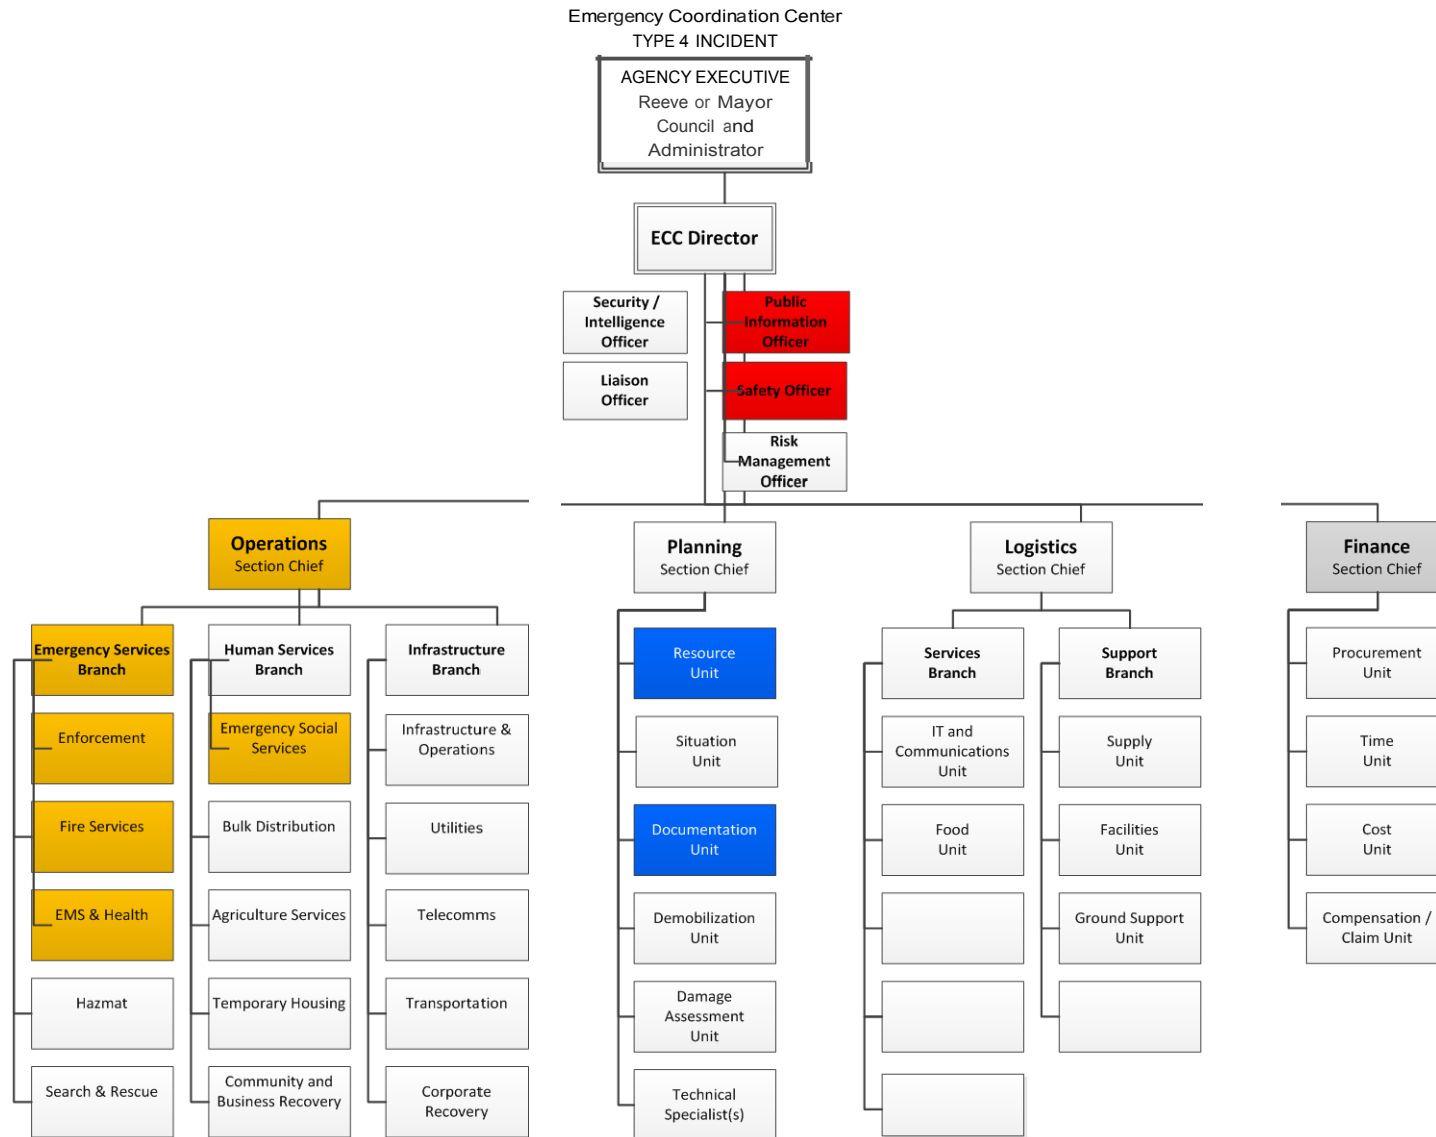 Emergency Coordination Center
TYPE 4 INCIDENT
AGENCY EXECUTIVE
Reeve or Mayor
Council and
Administrator
ECC Director
Security /
Intelligence
Officer
Public
Information
Officer
Liaison
Officer
Safety Officer
Risk
Management
Officer
Operations
Section Chief
Planning
Section Chief
Logistics
Section Chief
Finance
Section Chief
Emergency Services
Branch
Human Services
Branch
Infrastructure
Branch
Resource
Unit
Services
Branch
Support
Branch
Procurement
Unit
Enforcement
Emergency Social
Services
Infrastructure &
Operations
Situation
Unit
IT and
Communications
Unit
Supply
Unit
Time
Unit
Fire Services
Bulk Distribution
Utilities
Documentation
Unit
Food
Unit
Facilities
Unit
Cost
Unit
EMS & Health
Agriculture Services
Telecomms
Demobilization
Unit
Ground Support
Unit
Compensation /
Claim Unit
Hazmat
Temporary Housing
Transportation
Damage
Assessment
Unit
Search & Rescue
Community and
Business Recovery
Corporate
Recovery
Technical
Specialist(s)